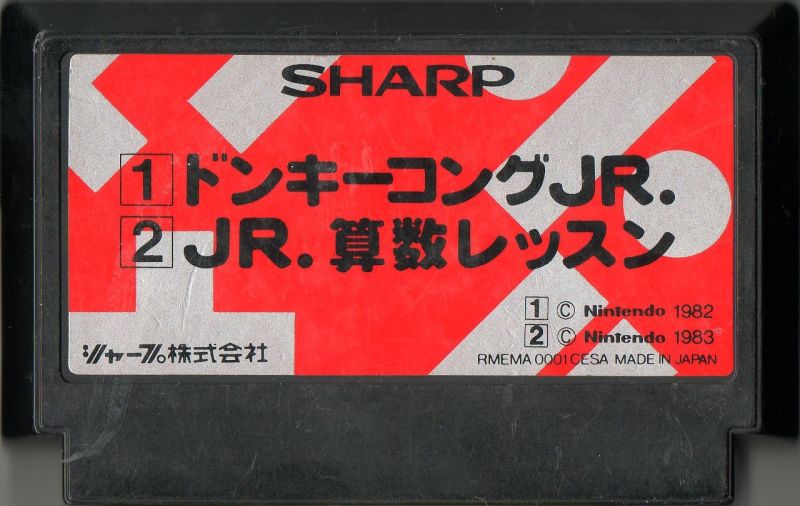 SHARP
1 ドンキーコングJR.
2 JR. 算数レッスン
1 © Nintendo 1982
2 © Nintendo 1983
シャープ株式会社
RMEMA 0001CESA MADE IN JAPAN